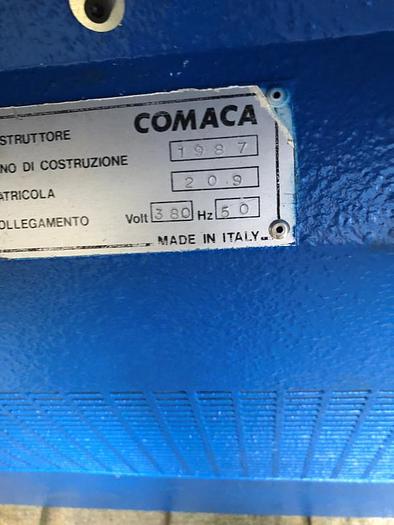 STRUTTORE COMACA
NO DI COSTRUZIONE 1987
ATRICOLA 209
OLLEGAMENTO Volt 380 Hz 50
MADE IN ITALY